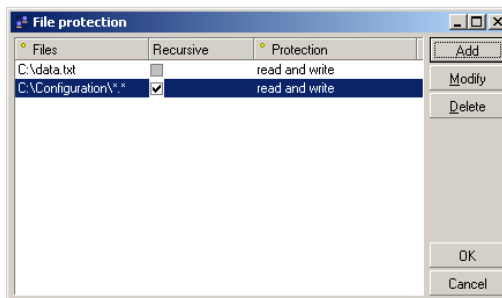 File protection
Files Recursive Protection
C:\data.txt read and write
C:\Configuration\*.* read and write
Add
Modify
Delete
OK
Cancel